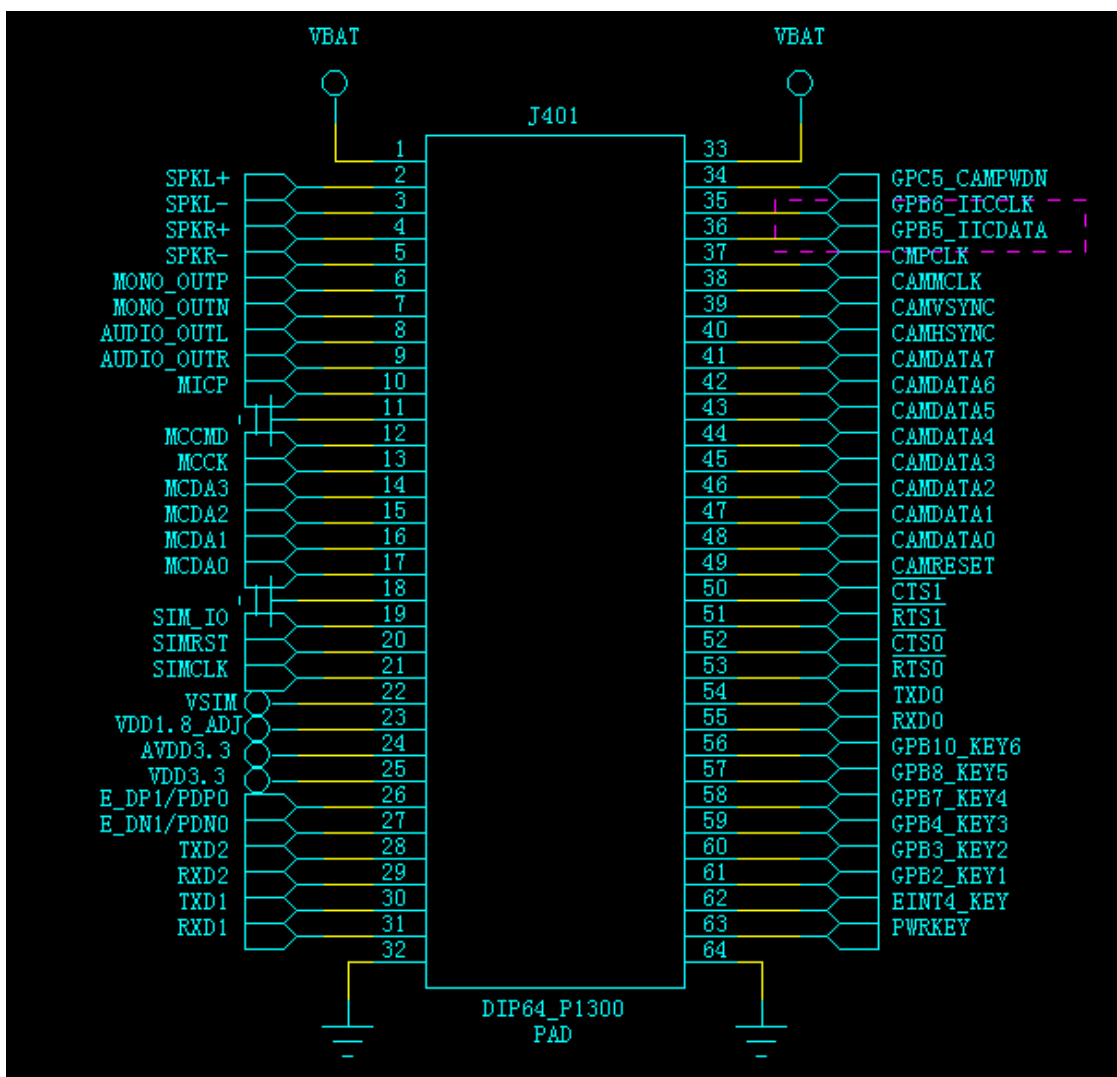 VBAT
VBAT
J401
1
2
3
4
5
6
7
8
9
10
11
12
13
14
15
16
17
18
19
20
21
22
23
24
25
26
27
28
29
30
31
32
33
34
35
36
37
38
39
40
41
42
43
44
45
46
47
48
49
50
51
52
53
54
55
56
57
58
59
60
61
62
63
64
SPKL+
SPKL-
SPKR+
SPKR-
MONO_OUTP
MONO_OUTN
AUDIO_OUTL
AUDIO_OUTR
MICP
MCCMD
MCCK
MCDA3
MCDA2
MCDA1
MCDA0
SIM_IO
SIMRST
SIMCLK
VSIM
VDD1.8_ADJ
AVDD3.3
VDD3.3
E_DP1/PDP0
E_DN1/PDN0
TXD2
RXD2
TXD1
RXD1
GPC5_CAMPWDN
GPB6_IICCLK
GPB5_IICDATA
CMPCLK
CAMMCLK
CAMVSYNC
CAMHSYNC
CAMDATA7
CAMDATA6
CAMDATA5
CAMDATA4
CAMDATA3
CAMDATA2
CAMDATA1
CAMDATA0
CAMRESET
CTS1
RTS1
CTS0
RTS0
TXD0
RXD0
GPB10_KEY6
GPB8_KEY5
GPB7_KEY4
GPB4_KEY3
GPB3_KEY2
GPB2_KEY1
EINT4_KEY
PWRKEY
DIP64_P1300
PAD